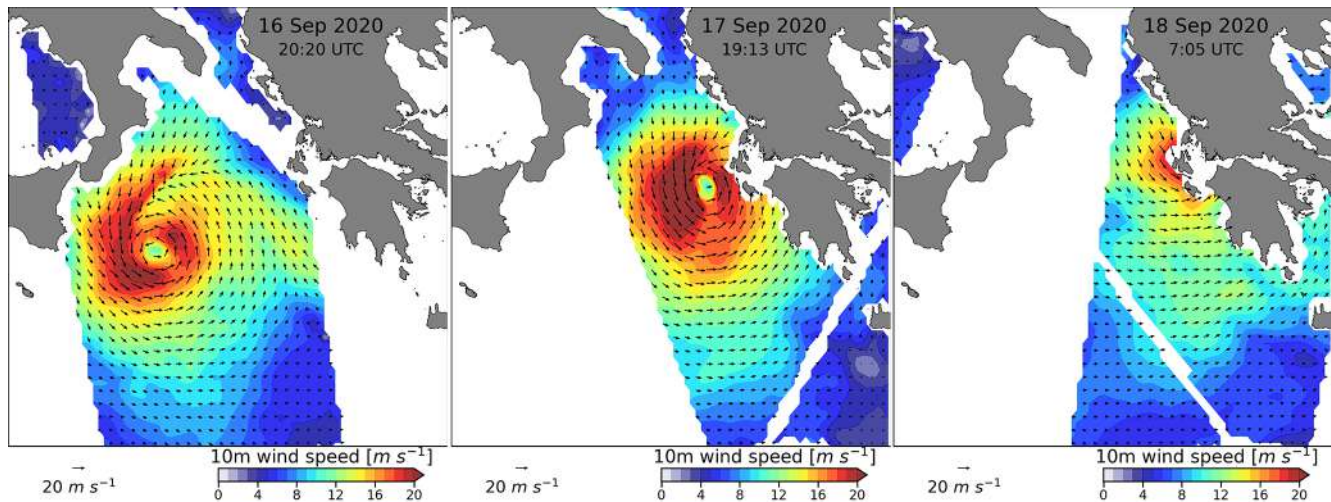 16 Sep 2020
20:20 UTC
20 m s⁻¹
10m wind speed [m s⁻¹]
0 4 8 12 16 20
17 Sep 2020
19:13 UTC
20 m s⁻¹
10m wind speed [m s⁻¹]
0 4 8 12 16 20
18 Sep 2020
7:05 UTC
20 m s⁻¹
10m wind speed [m s⁻¹]
0 4 8 12 16 20